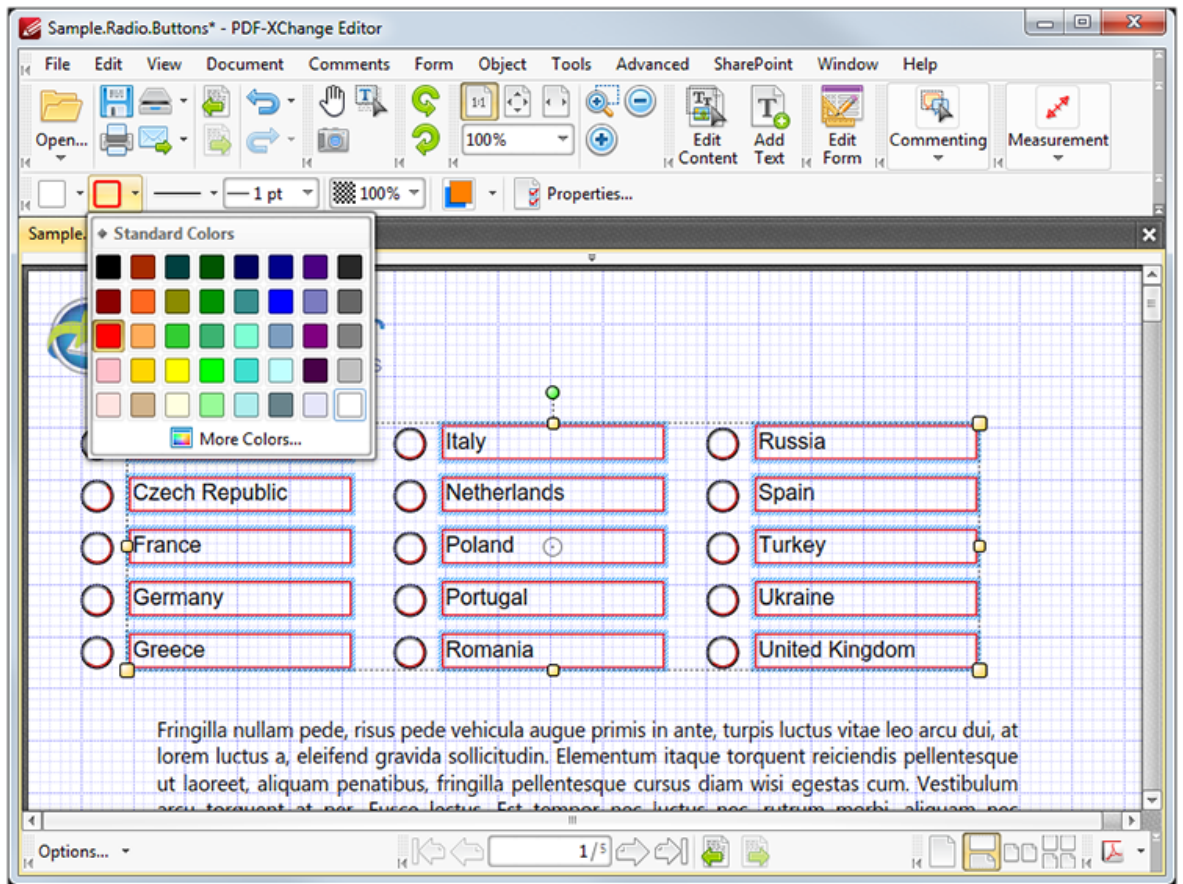 Sample.Radio.Buttons* - PDF-XChange Editor
File Edit View Document Comments Form Object Tools Advanced SharePoint Window Help
1:1
Open... 100% Edit Content Add Text Edit Form Commenting Measurement
1 pt 100% Properties...
Sample.
Standard Colors
More Colors...
Italy Russia
Czech Republic Netherlands Spain
France Poland Turkey
Germany Portugal Ukraine
Greece Romania United Kingdom
Fringilla nullam pede, risus pede vehicula augue primis in ante, turpis luctus vitae leo arcu dui, at
lorem luctus a, eleifend gravida sollicitudin. Elementum itaque torquent reiciendis pellentesque
ut laoreet, aliquam penatibus, fringilla pellentesque cursus diam wisi egestas cum. Vestibulum
Options... 1/5